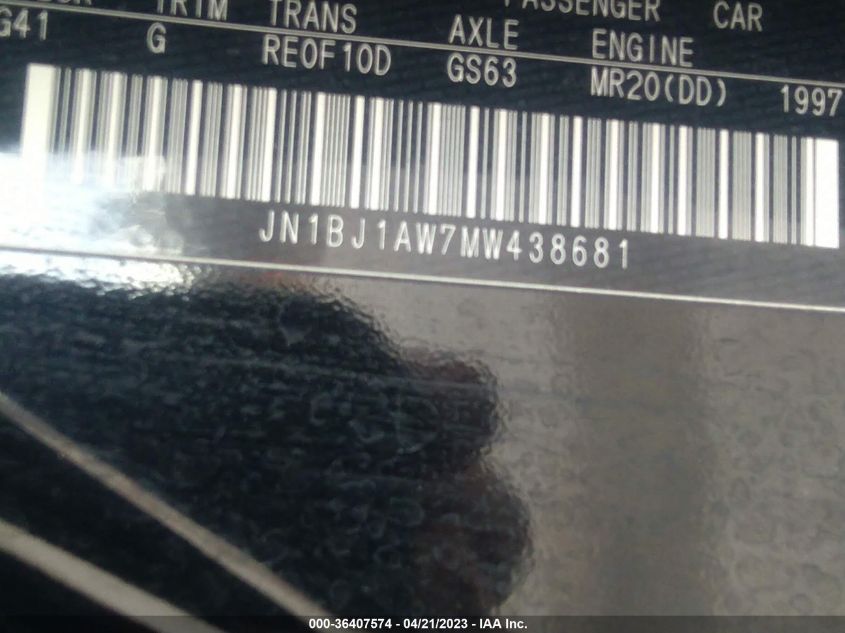 TRIM TRANS PASSENGER CAR
G41 G RE0F10D AXLE GS63 ENGINE MR20(DD) 1997
JN1BJ1AW7MW438681
000-36407574 - 04/21/2023 - IAA Inc.